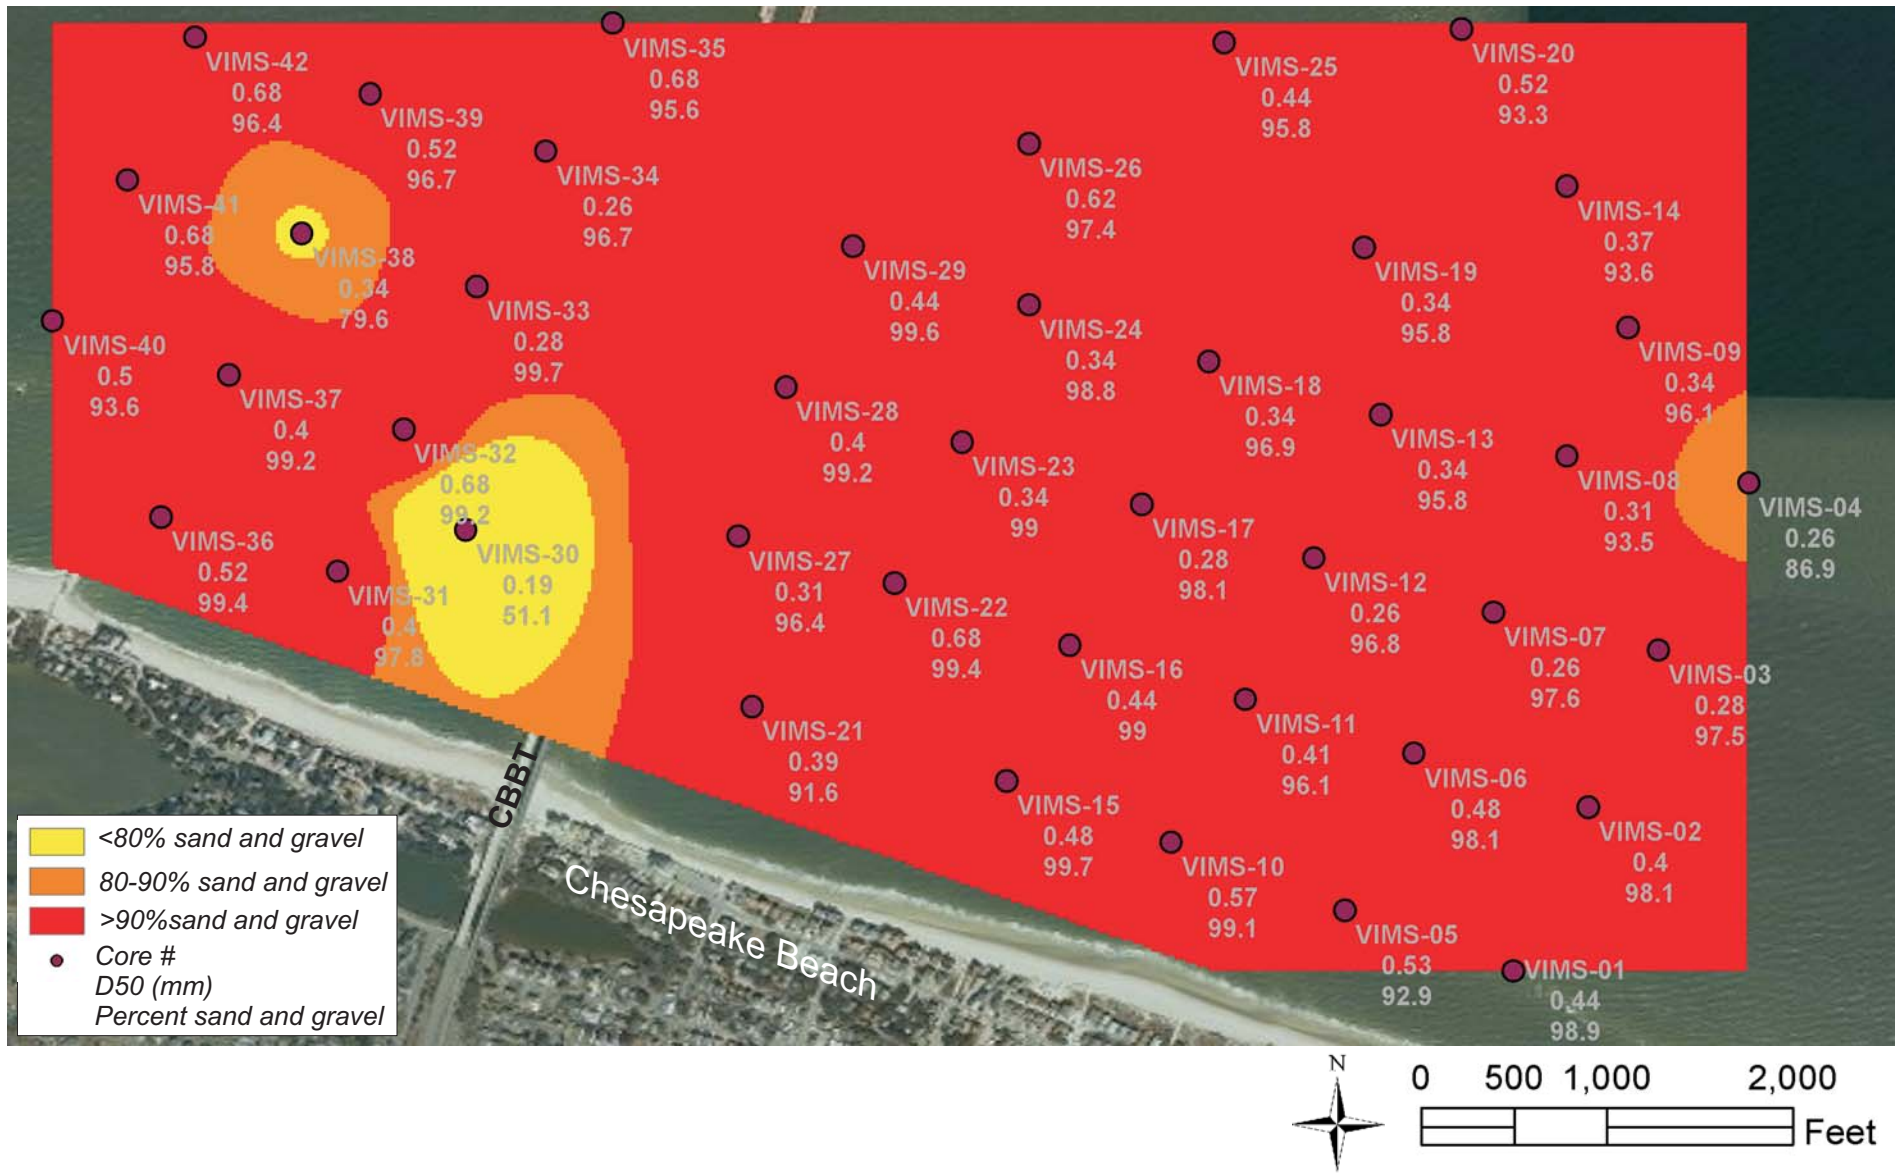 VIMS-42
0.68
96.4
VIMS-39
0.52
96.7
VIMS-35
0.68
95.6
VIMS-34
0.26
96.7
VIMS-25
0.44
95.8
VIMS-20
0.52
93.3
VIMS-26
0.62
97.4
VIMS-14
0.37
93.6
VIMS-41
0.68
95.8
VIMS-38
0.34
79.6
VIMS-33
0.28
99.7
VIMS-29
0.44
99.6
VIMS-24
0.34
98.8
VIMS-19
0.34
95.8
VIMS-09
0.34
96.1
VIMS-40
0.5
93.6
VIMS-37
0.4
99.2
VIMS-32
0.68
99.2
VIMS-28
0.4
99.2
VIMS-23
0.34
99
VIMS-18
0.34
96.9
VIMS-13
0.34
95.8
VIMS-08
0.31
93.5
VIMS-04
0.26
86.9
VIMS-36
0.52
99.4
VIMS-31
0.4
97.8
VIMS-30
0.19
51.1
VIMS-27
0.31
96.4
VIMS-22
0.68
99.4
VIMS-17
0.28
98.1
VIMS-12
0.26
96.8
VIMS-07
0.26
97.6
VIMS-03
0.28
97.5
VIMS-21
0.39
91.6
VIMS-16
0.44
99
VIMS-11
0.41
96.1
VIMS-06
0.48
98.1
VIMS-02
0.4
98.1
VIMS-15
0.48
99.7
VIMS-10
0.57
99.1
VIMS-05
0.53
92.9
VIMS-01
0.44
98.9
CBBT
Chesapeake Beach
<80% sand and gravel
80-90% sand and gravel
>90%sand and gravel
Core #
D50 (mm)
Percent sand and gravel
N
0 500 1,000 2,000
Feet